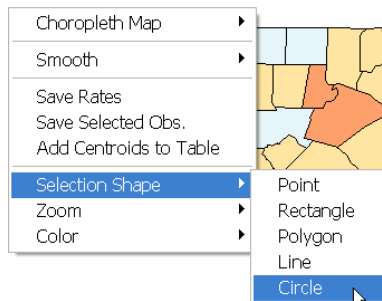 Choropleth Map
Smooth
Save Rates
Save Selected Obs.
Add Centroids to Table
Selection Shape
Zoom
Color
Point
Rectangle
Polygon
Line
Circle